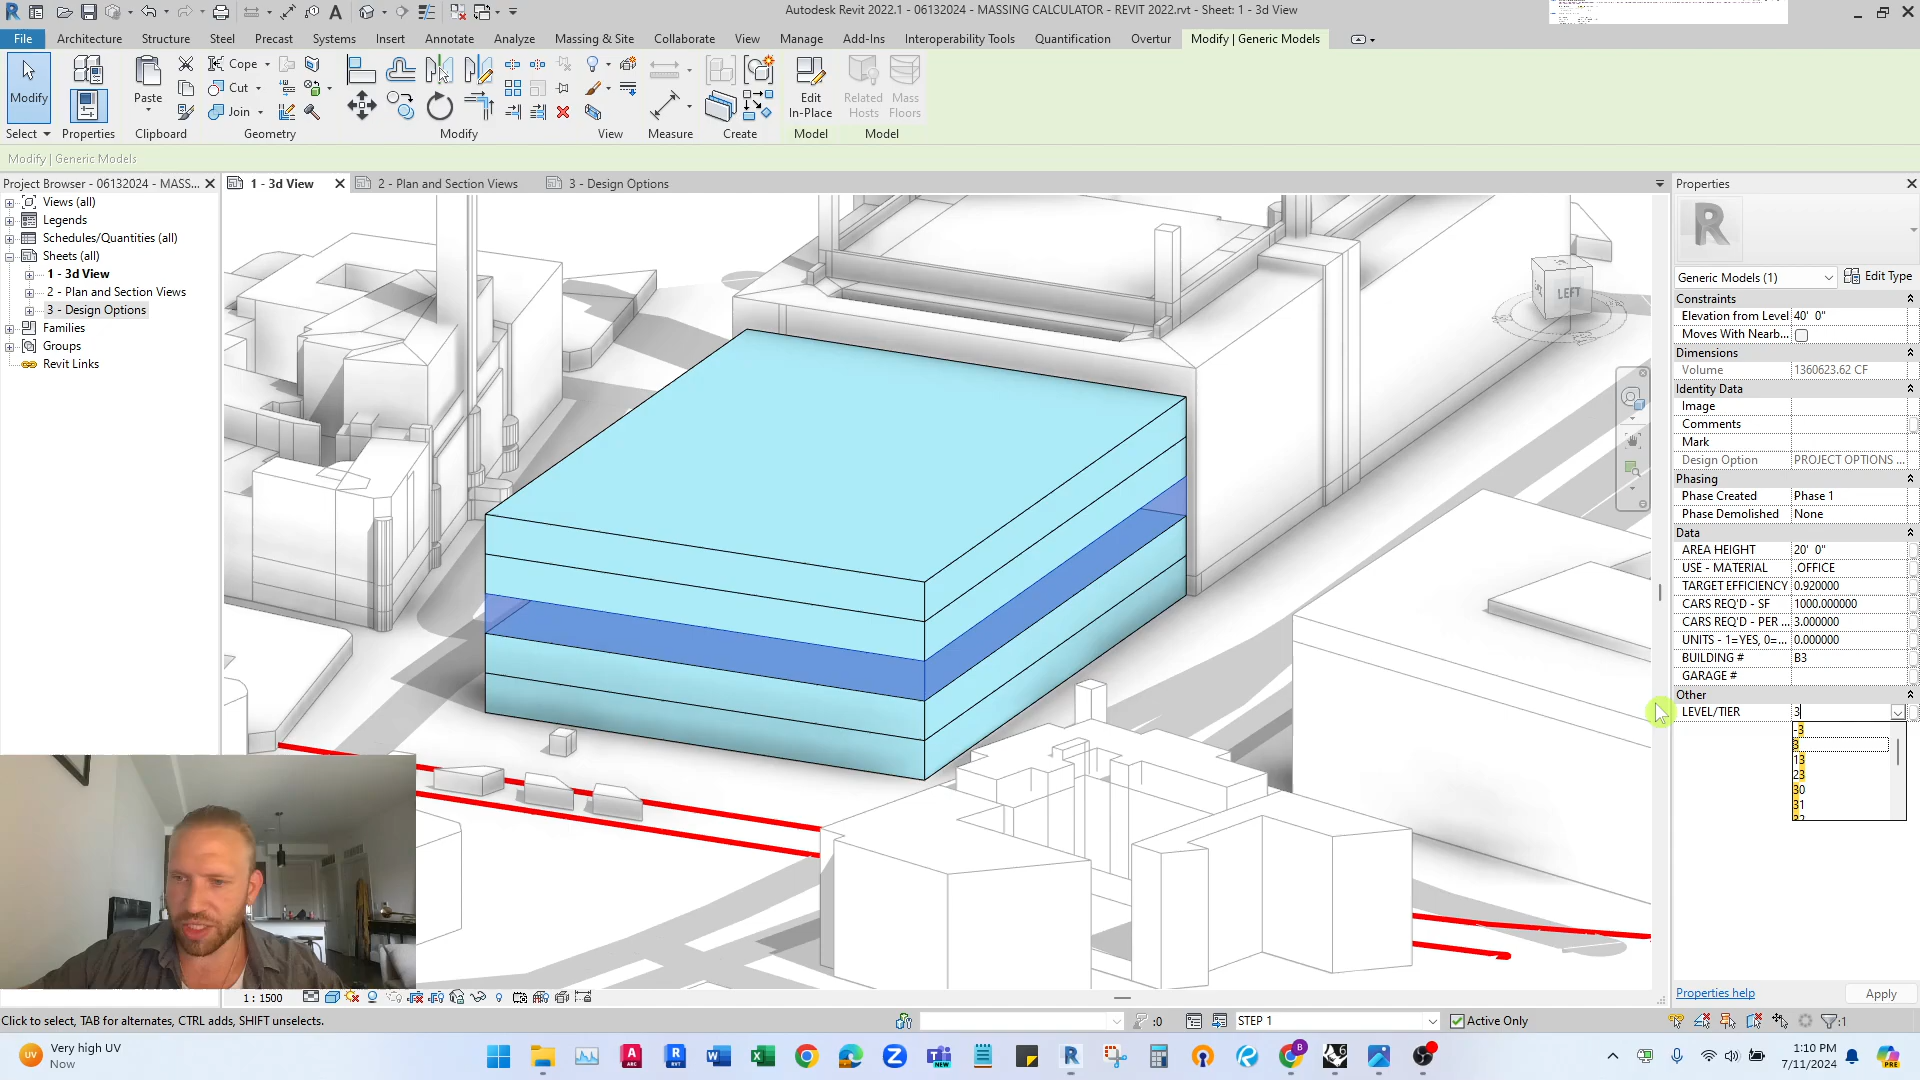 Autodesk Revit 2022.1 - 06132024 - MASSING CALCULATOR - REVIT 2022.rvt - Sheet: 1 - 3d View
File Architecture Structure Steel Precast Systems Insert Annotate Analyze Massing & Site Collaborate View Manage Add-Ins Interoperability Tools Quantification Overtur Modify | Generic Models
Cope
Paste
Cut
Join
Modify
Edit
In-Place
Related
Hosts
Mass
Floors
Select Properties Clipboard Geometry Modify View Measure Create Model Model
Modify | Generic Models
Project Browser - 06132024 - MASS...
1 - 3d View
2 - Plan and Section Views
3 - Design Options
Properties
Views (all)
Legends
Schedules/Quantities (all)
Sheets (all)
1 - 3d View
2 - Plan and Section Views
3 - Design Options
Families
Groups
Revit Links
LEFT
R
Generic Models (1) Edit Type
Constraints
Elevation from Level 40' 0"
Moves With Nearb...
Dimensions
Volume 1360623.62 CF
Identity Data
Image
Comments
Mark
Design Option PROJECT OPTIONS ...
Phasing
Phase Created Phase 1
Phase Demolished None
Data
AREA HEIGHT 20' 0"
USE - MATERIAL .OFFICE
TARGET EFFICIENCY 0.920000
CARS REQ'D - SF 1000.000000
CARS REQ'D - PER ... 3.000000
UNITS - 1=YES, 0=... 0.000000
BUILDING # B3
GARAGE #
Other
LEVEL/TIER 3
-3
3
13
23
30
31
32
Properties help Apply
1 : 1500
Click to select, TAB for alternates, CTRL adds, SHIFT unselects.
:0
STEP 1
Active Only
:1
Very high UV
Now
1:10 PM
7/11/2024